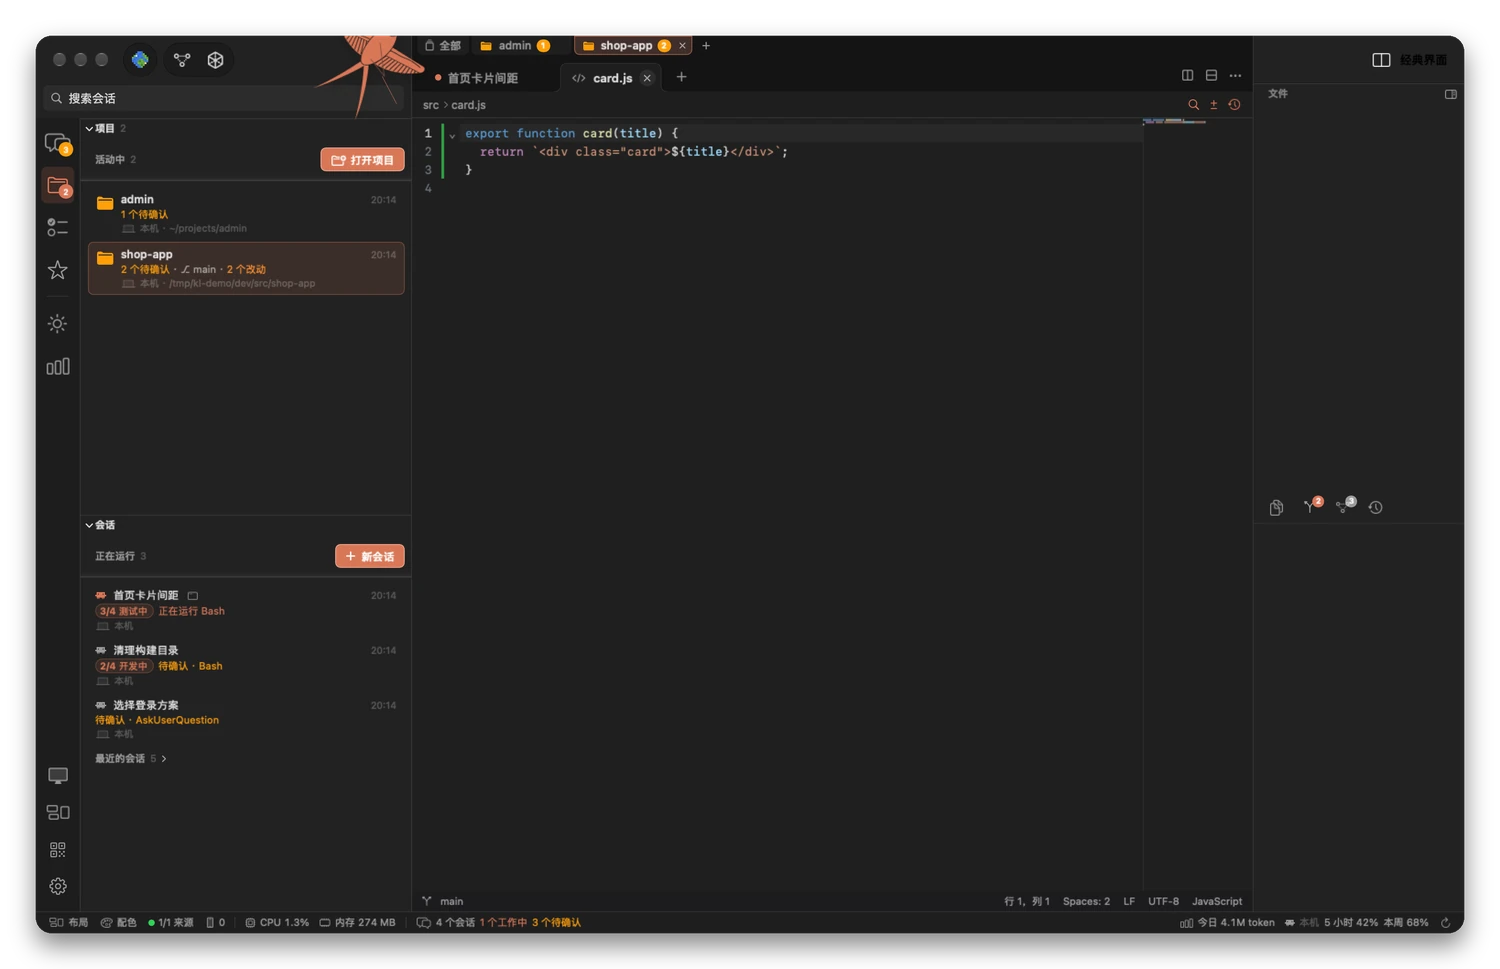 全部
admin 1
shop-app 2
经典界面
搜索会话
首页卡片间距
card.js
文件
src > card.js
项目 2
活动中 2
打开项目
admin 20:14
1 个待确认
本机 · ~/projects/admin
shop-app 20:14
2 个待确认 · main · 2 个改动
本机 · /tmp/kl-demo/dev/src/shop-app
3
2
1 export function card(title) {
2 return `<div class="card">${title}</div>`;
3 }
4
2
3
会话
正在运行 3
新会话
首页卡片间距 20:14
3/4 测试中 正在运行 Bash
本机
清理构建目录 20:14
2/4 开发中 待确认 · Bash
本机
选择登录方案 20:14
待确认 · AskUserQuestion
本机
最近的会话 5
main
行 1，列 1 Spaces: 2 LF UTF-8 JavaScript
布局 配色 1/1 来源 0 CPU 1.3% 内存 274 MB 4 个会话 1 个工作中 3 个待确认 今日 4.1M token 本机 5 小时 42% 本周 68%